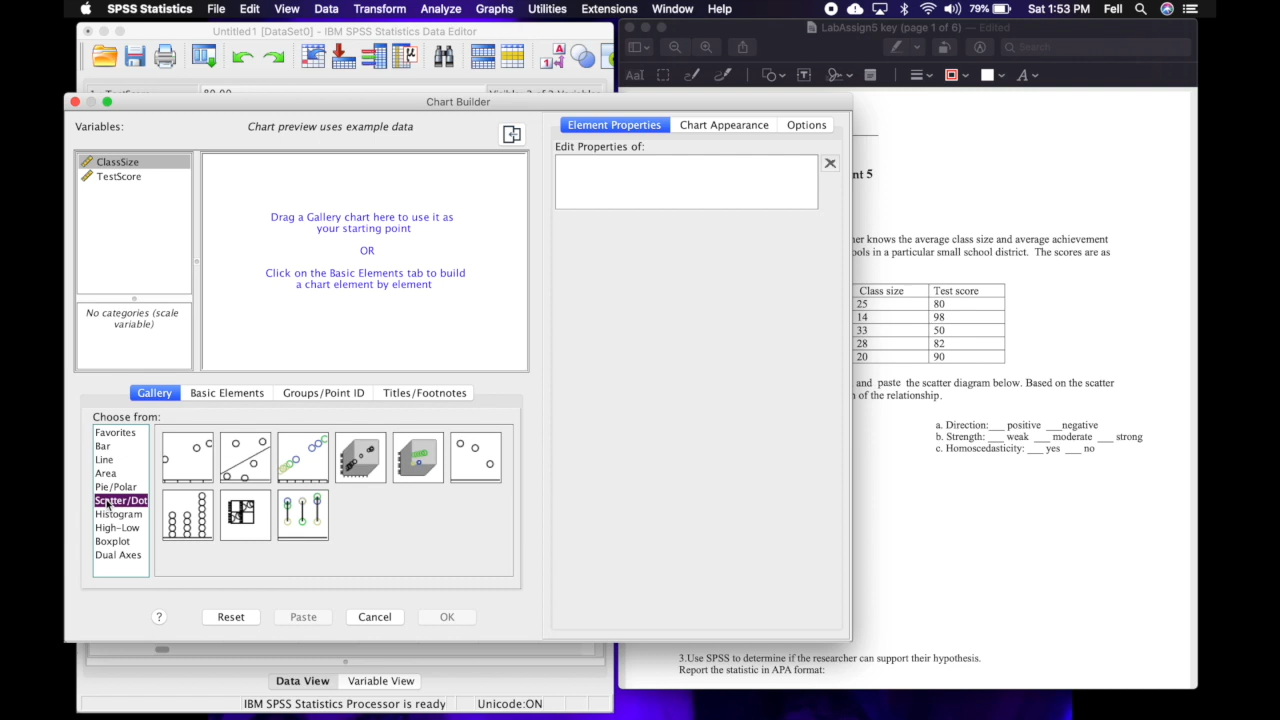 SPSS Statistics File Edit View Data Transform Analyze Graphs Utilities Extensions Window Help 79% Sat 1:53 PM Fell
Untitled1 [DataSet0] - IBM SPSS Statistics Data Editor
LabAssign5 key (page 1 of 6) — Edited
Search
Chart Builder
Variables:
Chart preview uses example data
ClassSize
TestScore
No categories (scale
variable)
Drag a Gallery chart here to use it as
your starting point
OR
Click on the Basic Elements tab to build
a chart element by element
Element Properties Chart Appearance Options
Edit Properties of:
Gallery Basic Elements Groups/Point ID Titles/Footnotes
Choose from:
Favorites
Bar
Line
Area
Pie/Polar
Scatter/Dot
Histogram
High-Low
Boxplot
Dual Axes
? Reset Paste Cancel OK
Data View Variable View
IBM SPSS Statistics Processor is ready Unicode:ON
nt 5
er knows the average class size and average achievement
ools in a particular small school district. The scores are as
Class size Test score
25 80
14 98
33 50
28 82
20 90
and paste the scatter diagram below. Based on the scatter
n of the relationship.
a. Direction:___ positive ___negative
b. Strength: ___ weak ___ moderate ___ strong
c. Homoscedasticity: ___ yes ___ no
3.Use SPSS to determine if the researcher can support their hypothesis.
Report the statistic in APA format: